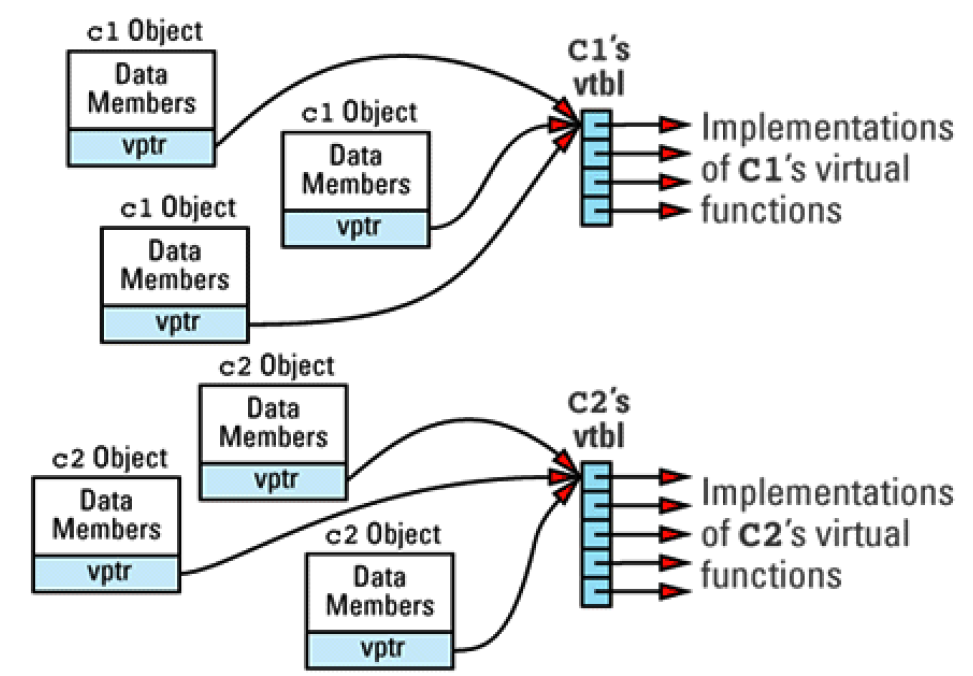 c1 Object
Data
Members
vptr
c1 Object
Data
Members
vptr
c1 Object
Data
Members
vptr
C1's
vtbl
Implementations
of C1's virtual
functions
c2 Object
Data
Members
vptr
c2 Object
Data
Members
vptr
c2 Object
Data
Members
vptr
C2's
vtbl
Implementations
of C2's virtual
functions